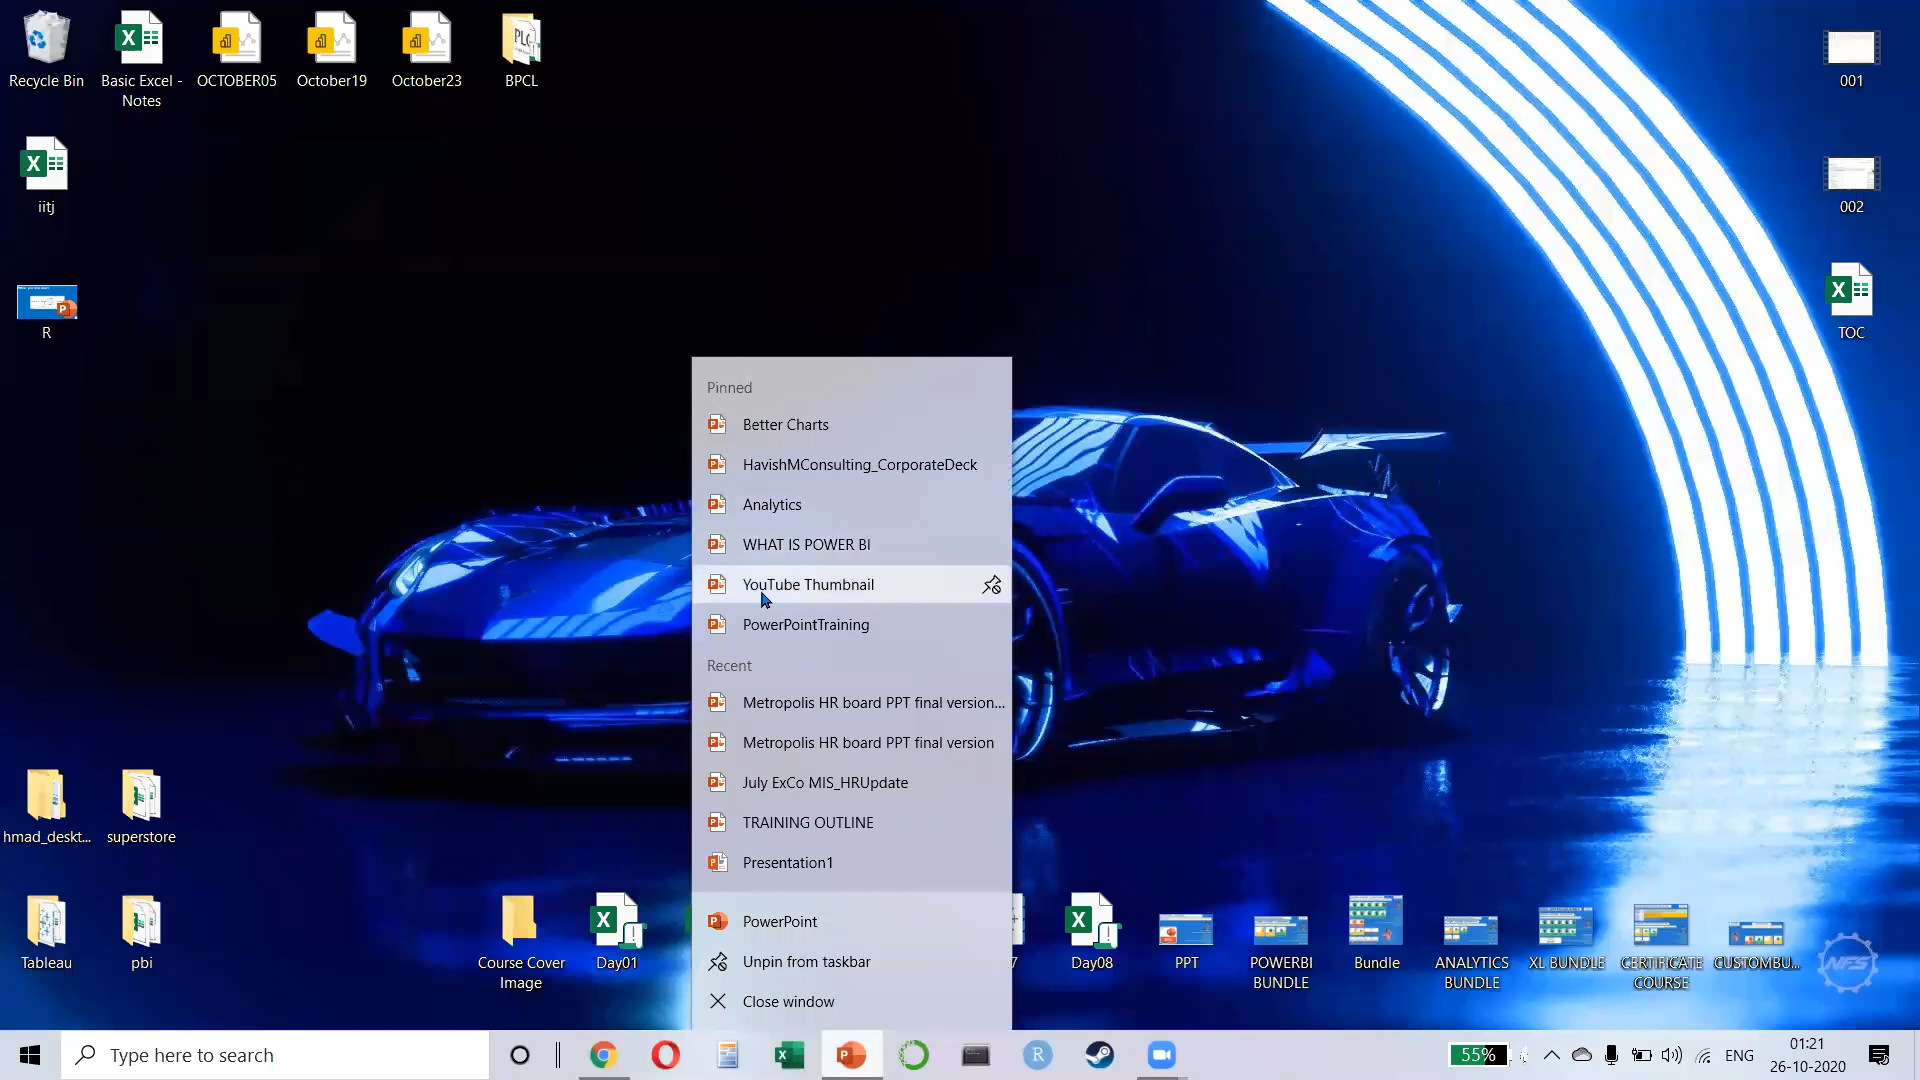 Recycle Bin
Basic Excel -
Notes
OCTOBER05
October19
October23
BPCL
001
iitj
002
R
TOC
Pinned
Better Charts
HavishMConsulting_CorporateDeck
Analytics
WHAT IS POWER BI
YouTube Thumbnail
PowerPointTraining
Recent
Metropolis HR board PPT final version...
Metropolis HR board PPT final version
July ExCo MIS_HRUpdate
TRAINING OUTLINE
Presentation1
PowerPoint
Unpin from taskbar
Close window
hmad_deskt...
superstore
Tableau
pbi
Course Cover
Image
Day01
7
Day08
PPT
POWERBI
BUNDLE
Bundle
ANALYTICS
BUNDLE
XL BUNDLE
CERTIFICATE
COURSE
CUSTOMBU...
NFS
Type here to search
55%
ENG
01:21
26-10-2020